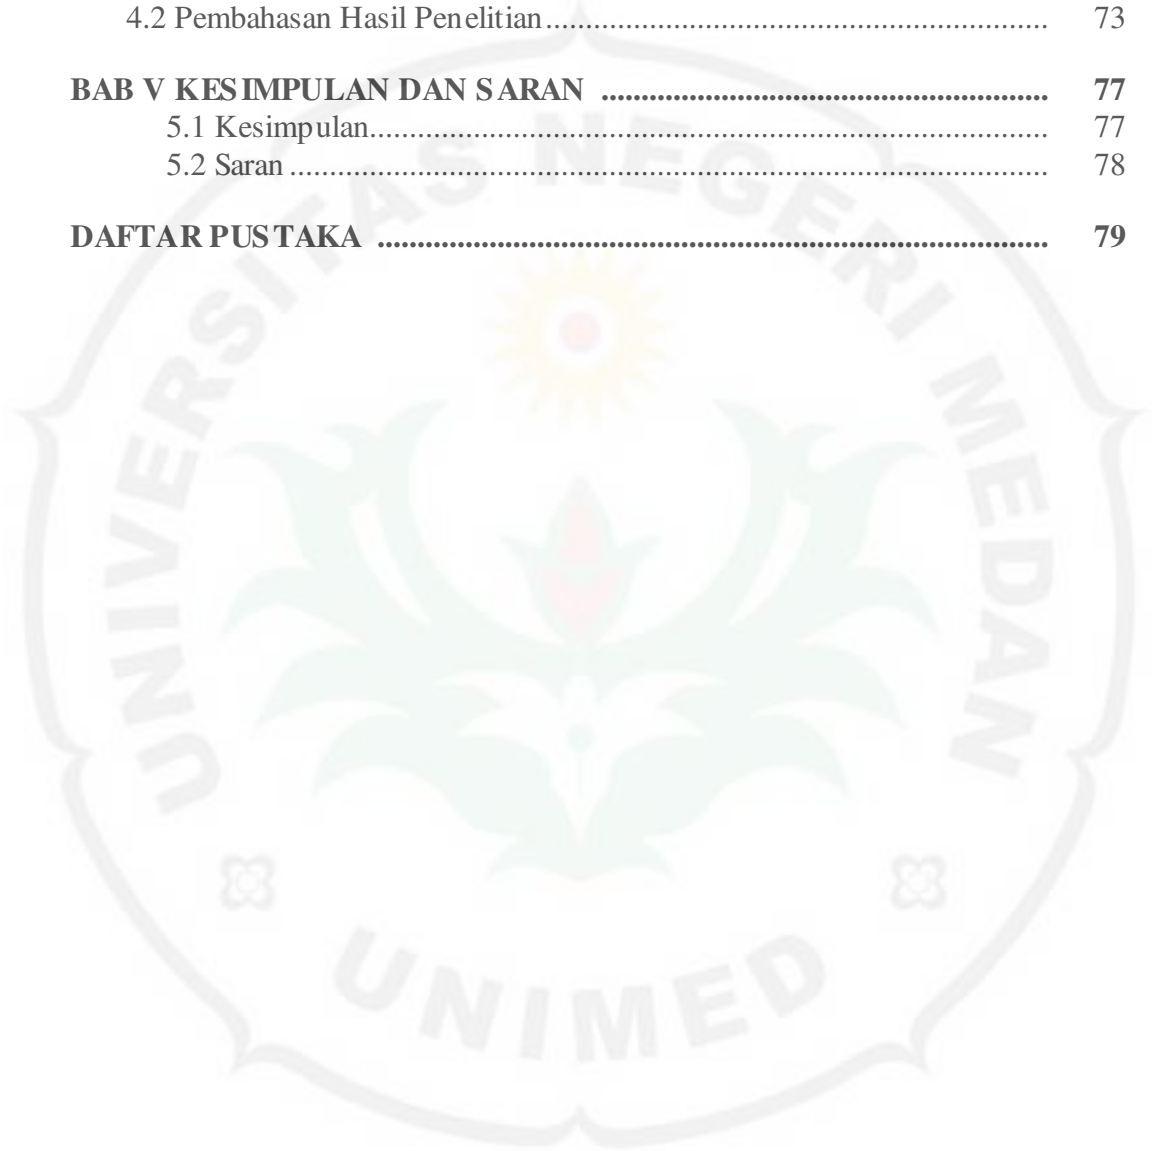 4.2 Pembahasan Hasil Penelitian............................................................... 73
BAB V KESIMPULAN DAN SARAN ........................................................ 77
5.1 Kesimpulan..................................................................................... 77
5.2 Saran ............................................................................................... 78
DAFTAR PUSTAKA .................................................................................... 79
UNIVERSITAS NEGERI MEDAN
UNIMED